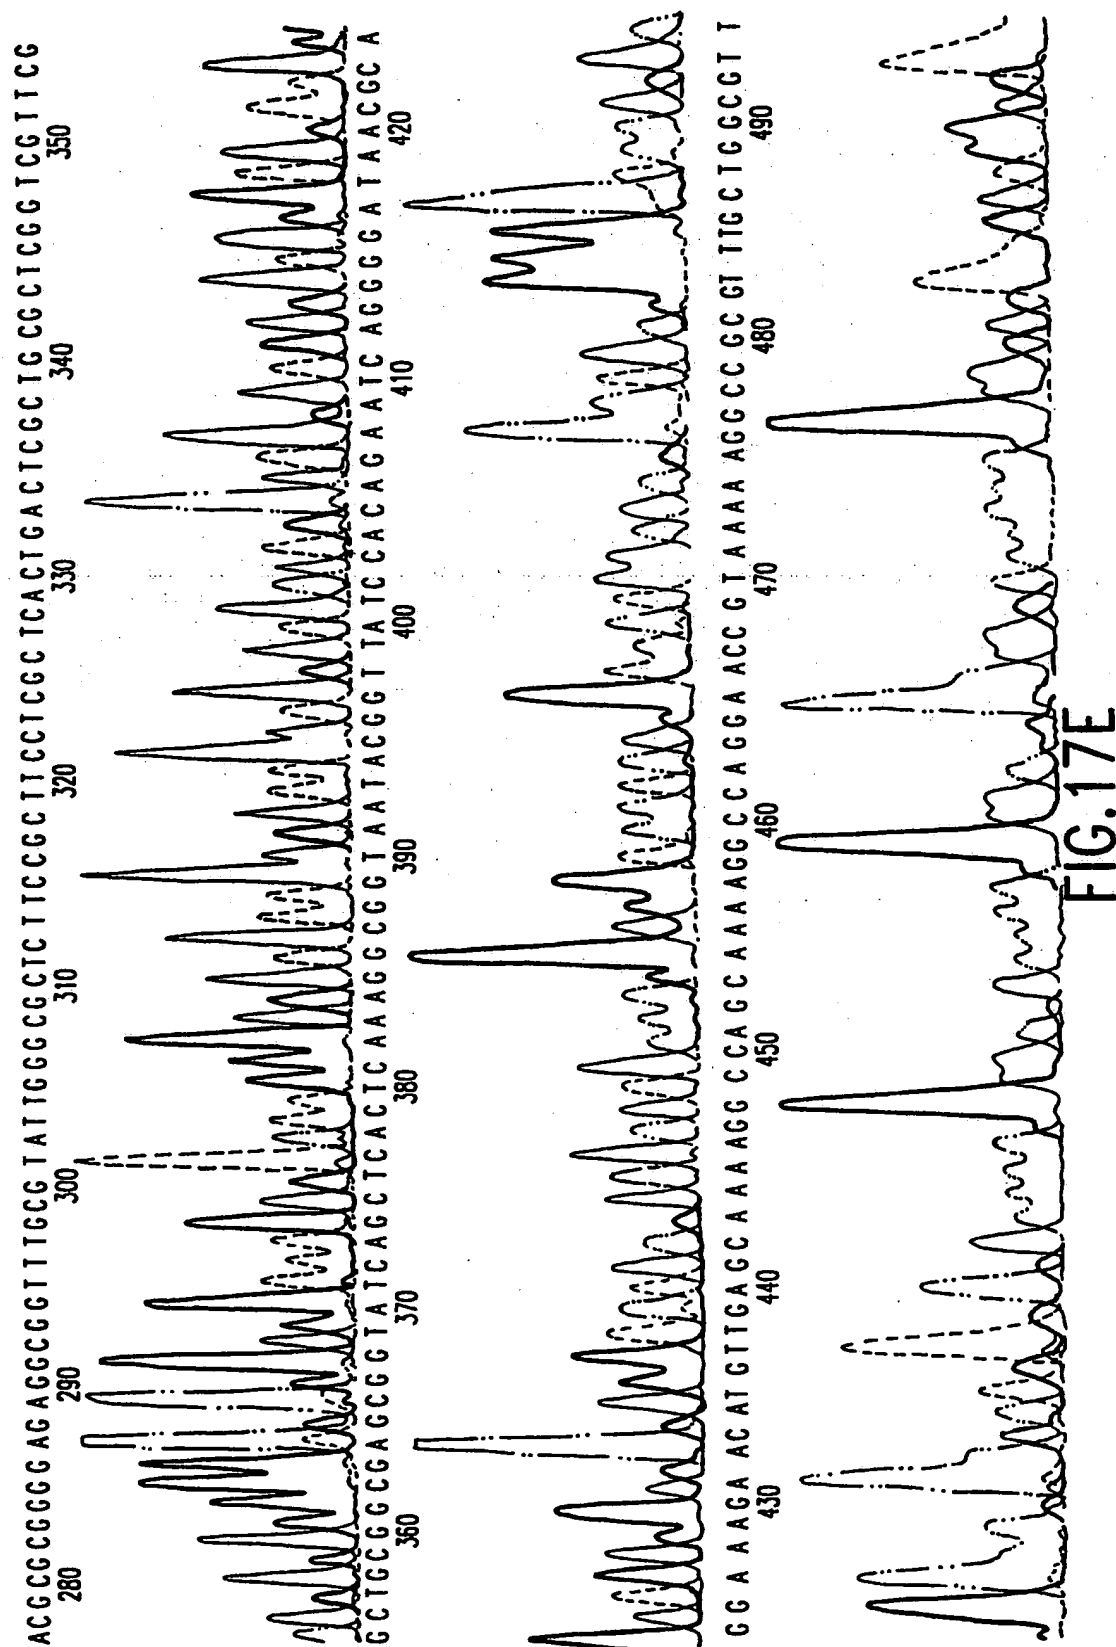 ACGCGCGGGGAGAGGCGGTTTGCGTATTGGGCGCTCTTCCGCTTCCTCGCTCACTGACTCGCTGCGCTCGGTCGTTCG
280 290 300 310 320 330 340 350
GCTGCGGCGAGCGGTATCAGCTCACTCAAAGGCGGTAATACGGTTATCCACAGAATCAGGGGATAACGCA
360 370 380 390 400 410 420
GGAAAGAACATGTTGAGCAAAAGGCCAGCAAAAGGCCAGGAACCGTAAAAAGGCCGCGTTGCTGGCGTT
430 440 450 460 470 480 490
FIG.17E